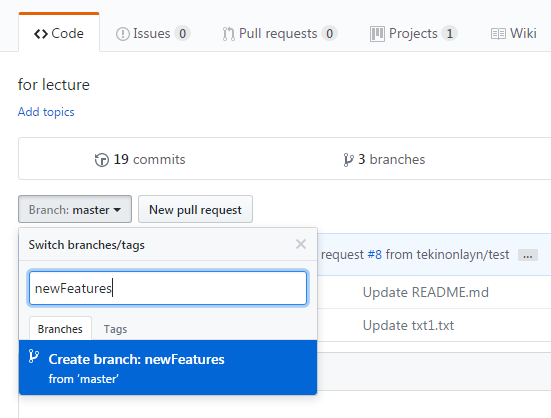 Code Issues 0 Pull requests 0 Projects 1 Wiki
for lecture
Add topics
19 commits 3 branches
Branch: master New pull request
Switch branches/tags
request #8 from tekinonlayn/test ...
newFeatures
Update README.md
Branches Tags
Update txt1.txt
Create branch: newFeatures
from ‘master’